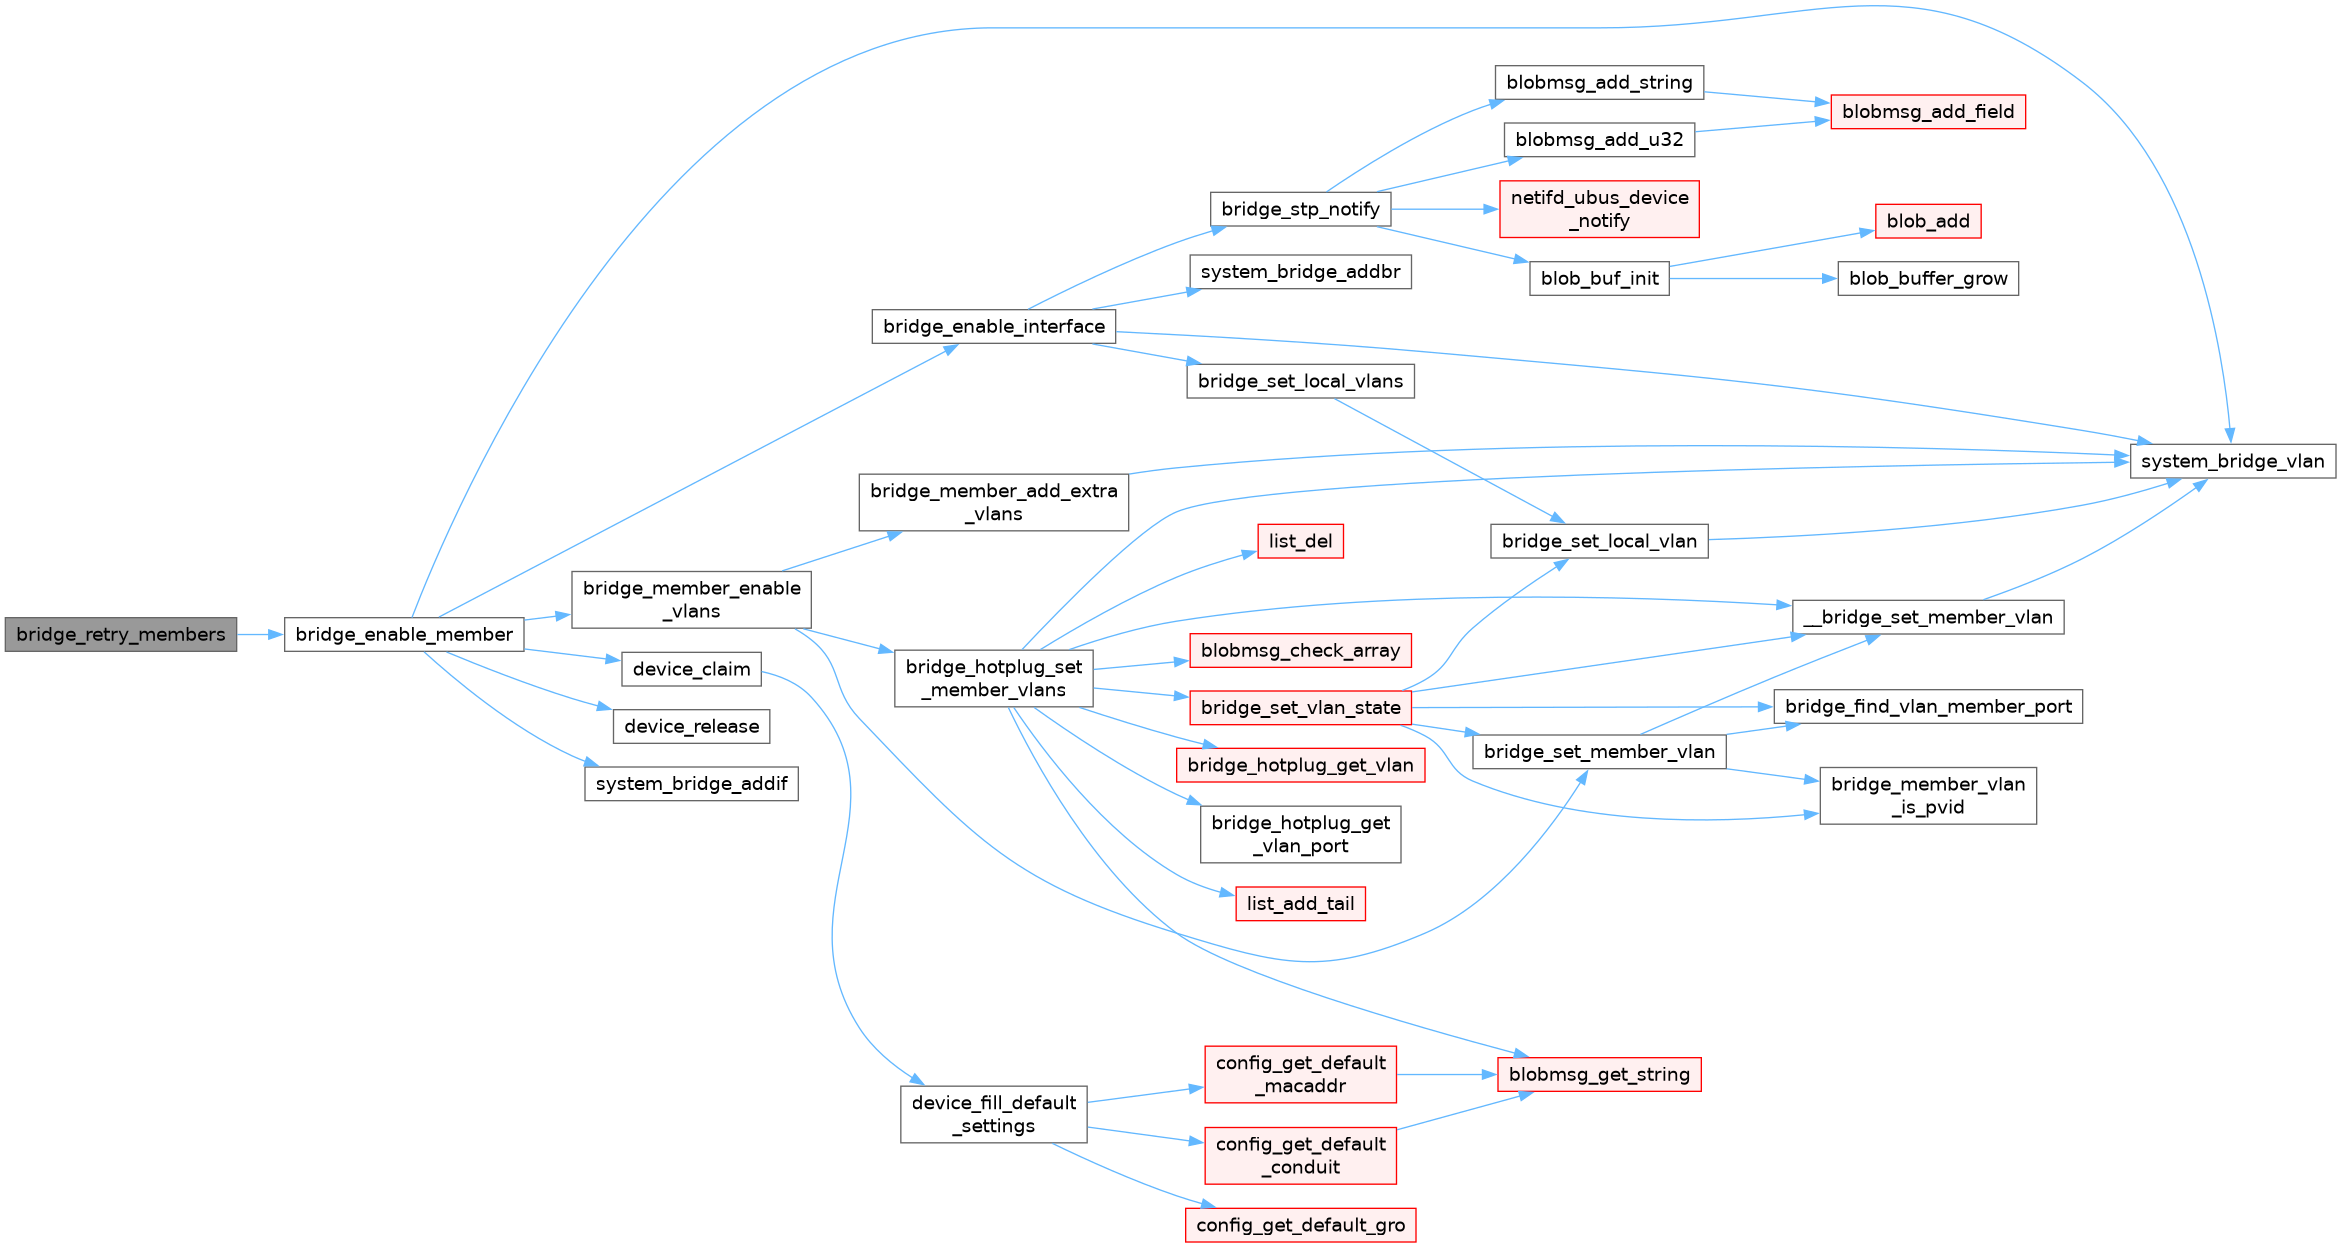 bridge_retry_members
bridge_enable_member
bridge_member_enable
_vlans
device_claim
device_release
system_bridge_addif
bridge_enable_interface
bridge_member_add_extra
_vlans
bridge_hotplug_set
_member_vlans
device_fill_default
_settings
bridge_stp_notify
system_bridge_addbr
bridge_set_local_vlans
list_del
blobmsg_check_array
bridge_set_vlan_state
bridge_hotplug_get_vlan
bridge_hotplug_get
_vlan_port
list_add_tail
config_get_default
_macaddr
config_get_default
_conduit
config_get_default_gro
blobmsg_add_string
blobmsg_add_u32
netifd_ubus_device
_notify
blob_buf_init
bridge_set_local_vlan
bridge_set_member_vlan
blobmsg_get_string
blobmsg_add_field
blob_add
blob_buffer_grow
__bridge_set_member_vlan
bridge_find_vlan_member_port
bridge_member_vlan
_is_pvid
system_bridge_vlan